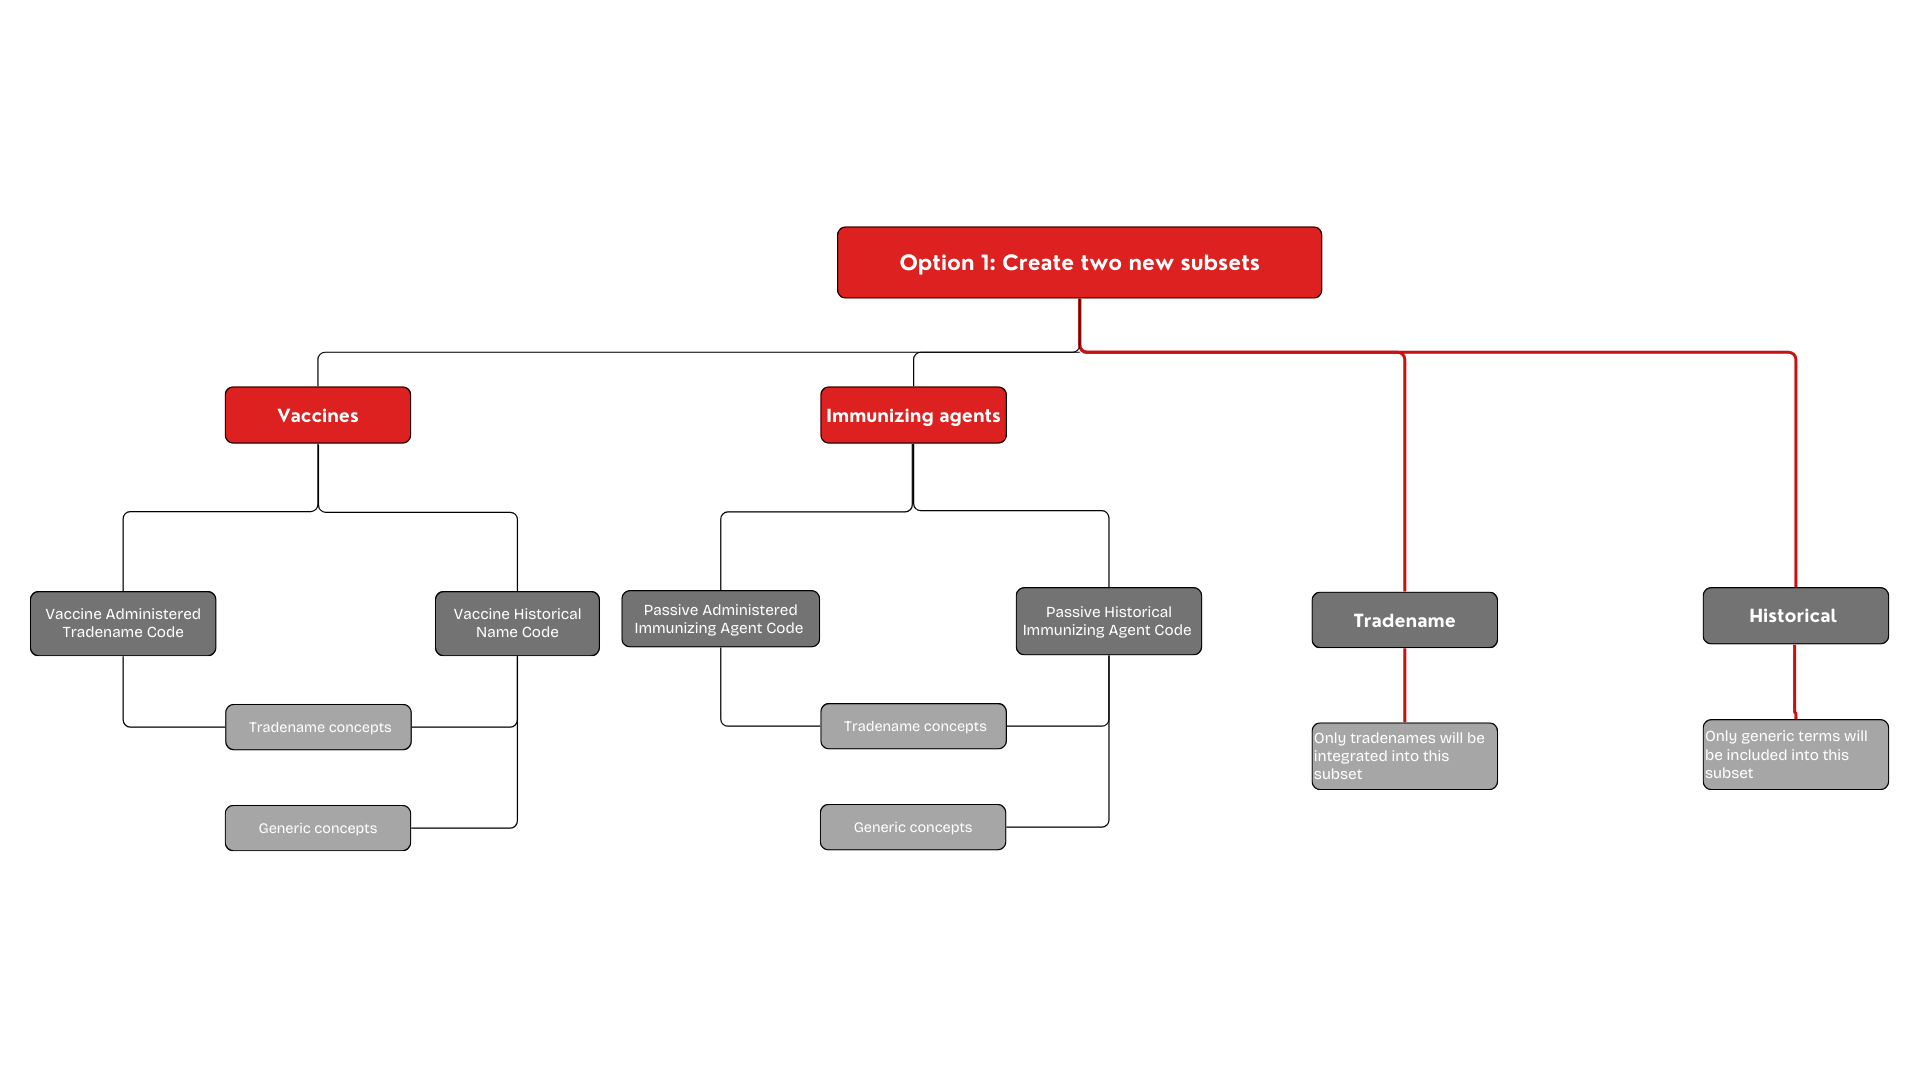 Option 1: Create two new subsets
Vaccines
Immunizing agents
Vaccine Administered
Tradename Code
Vaccine Historical
Name Code
Passive Administered
Immunizing Agent Code
Passive Historical
Immunizing Agent Code
Tradename
Historical
Tradename concepts
Tradename concepts
Only tradenames will be
integrated into this
subset
Only generic terms will
be included into this
subset
Generic concepts
Generic concepts